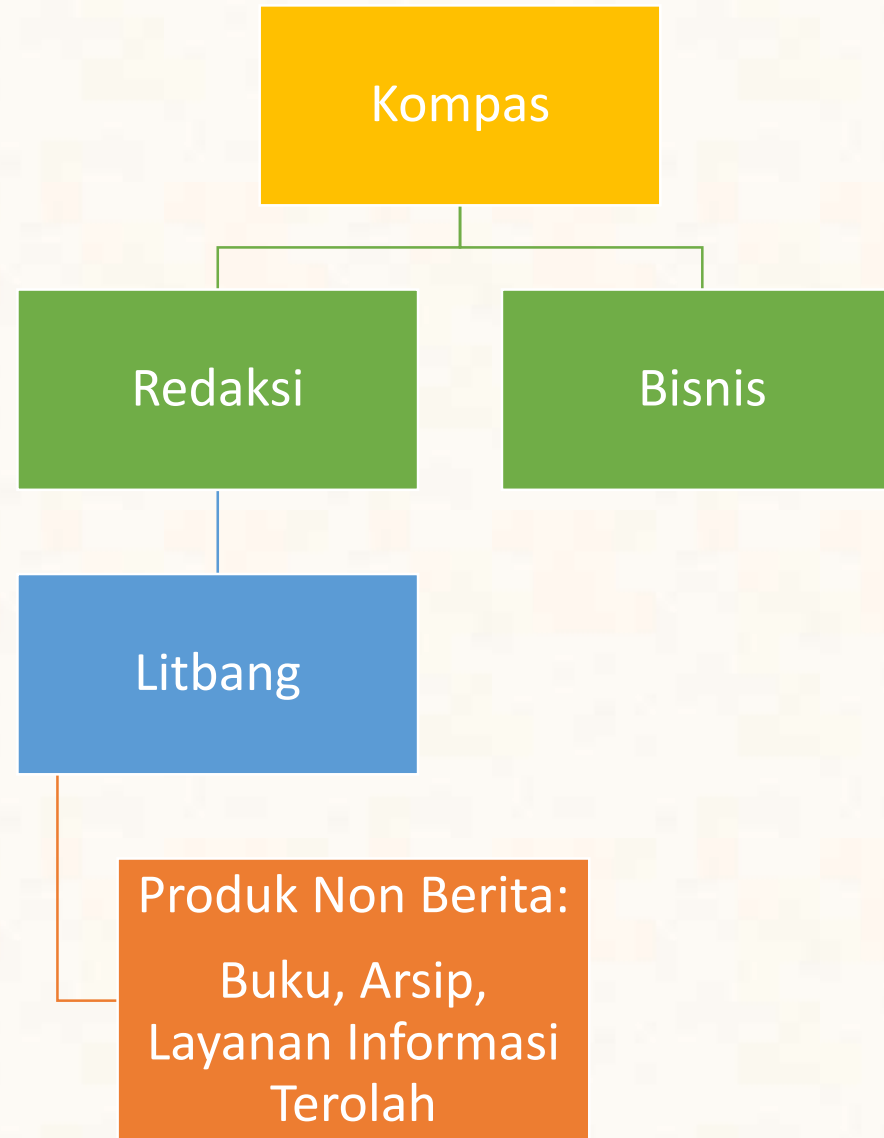 Kompas
Redaksi
Bisnis
Litbang
Produk Non Berita:
Buku, Arsip,
Layanan Informasi
Terolah